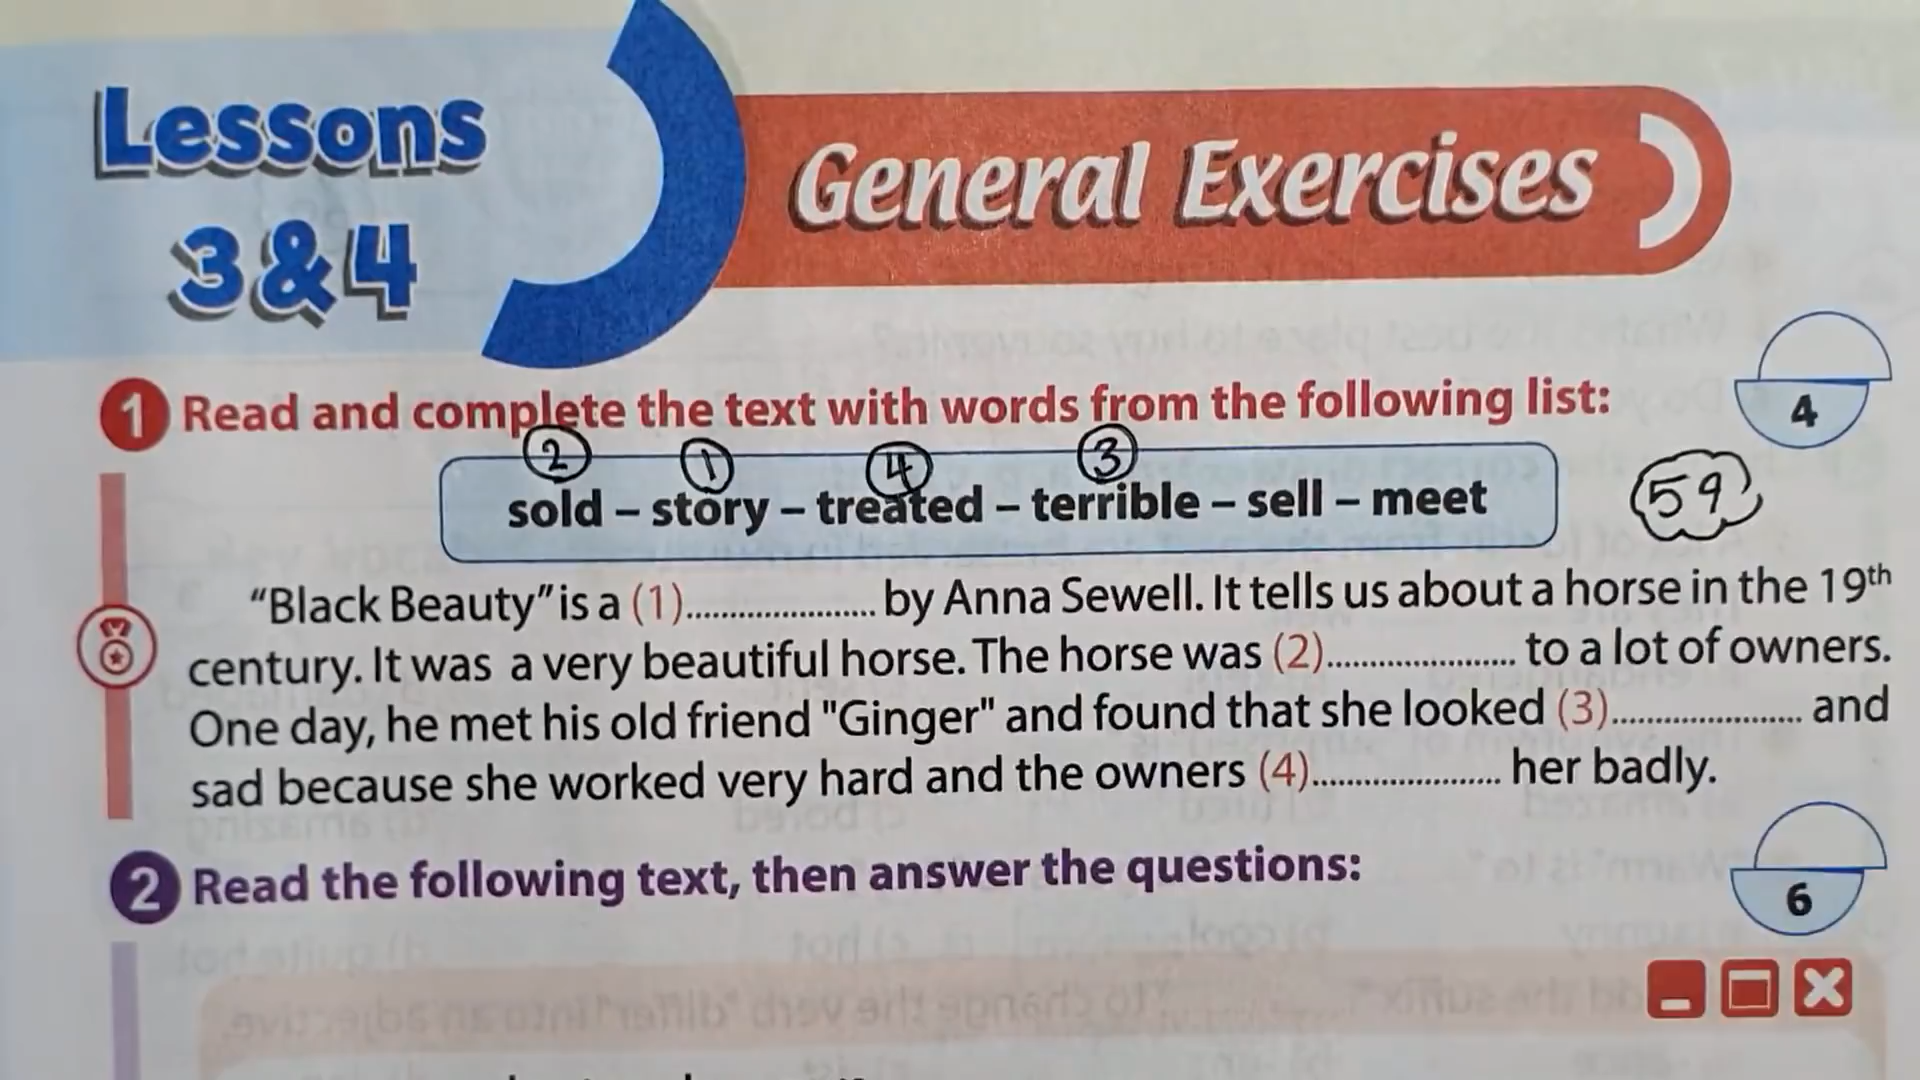 Lessons
3&4
General Exercises
1 Read and complete the text with words from the following list:
4
2 1 4 3
sold – story – treated – terrible – sell – meet
59
"Black Beauty" is a (1)..................... by Anna Sewell. It tells us about a horse in the 19th
century. It was a very beautiful horse. The horse was (2)..................... to a lot of owners.
One day, he met his old friend "Ginger" and found that she looked (3)..................... and
sad because she worked very hard and the owners (4)..................... her badly.
2 Read the following text, then answer the questions:
6